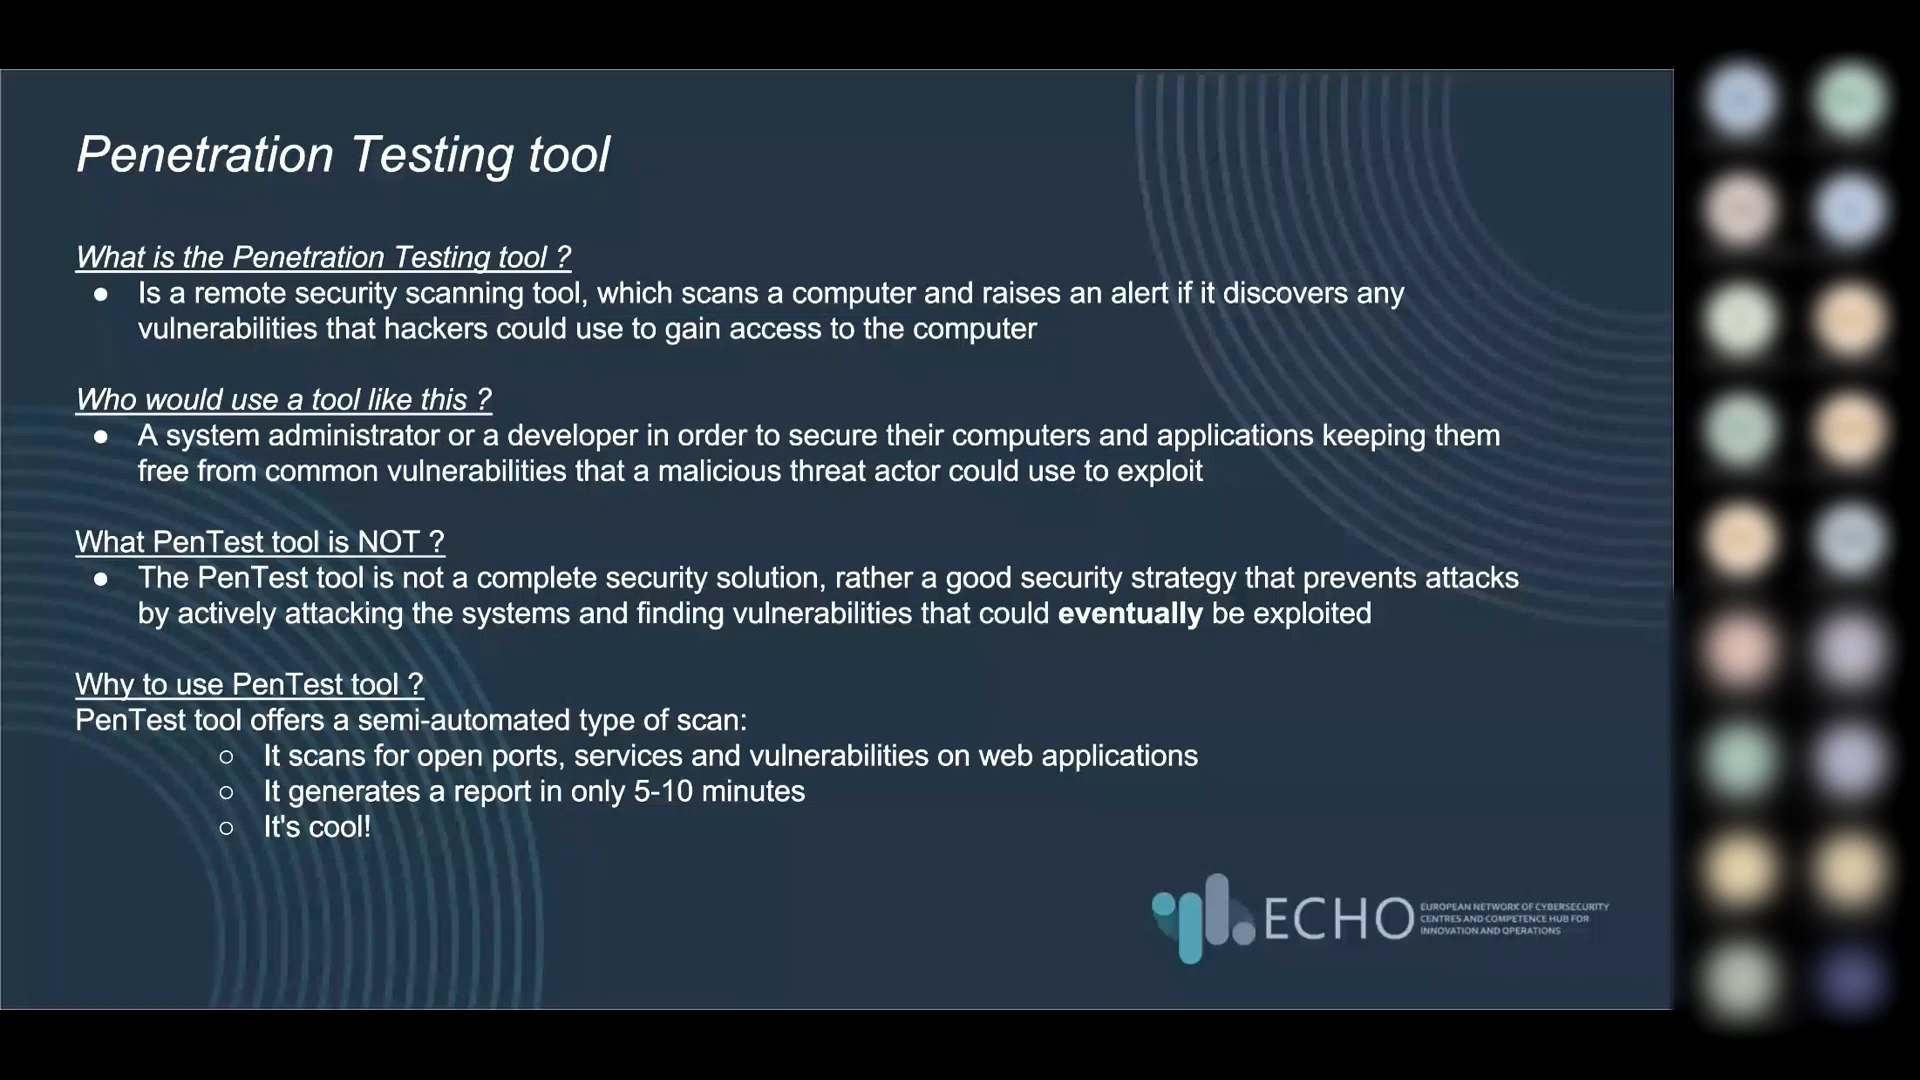 Penetration Testing tool
What is the Penetration Testing tool ?
● Is a remote security scanning tool, which scans a computer and raises an alert if it discovers any
vulnerabilities that hackers could use to gain access to the computer
Who would use a tool like this ?
● A system administrator or a developer in order to secure their computers and applications keeping them
free from common vulnerabilities that a malicious threat actor could use to exploit
What PenTest tool is NOT ?
● The PenTest tool is not a complete security solution, rather a good security strategy that prevents attacks
by actively attacking the systems and finding vulnerabilities that could eventually be exploited
Why to use PenTest tool ?
PenTest tool offers a semi-automated type of scan:
○ It scans for open ports, services and vulnerabilities on web applications
○ It generates a report in only 5-10 minutes
○ It's cool!
ECHO
EUROPEAN NETWORK OF CYBERSECURITY
CENTRES AND COMPETENCE HUB FOR
INNOVATION AND OPERATIONS